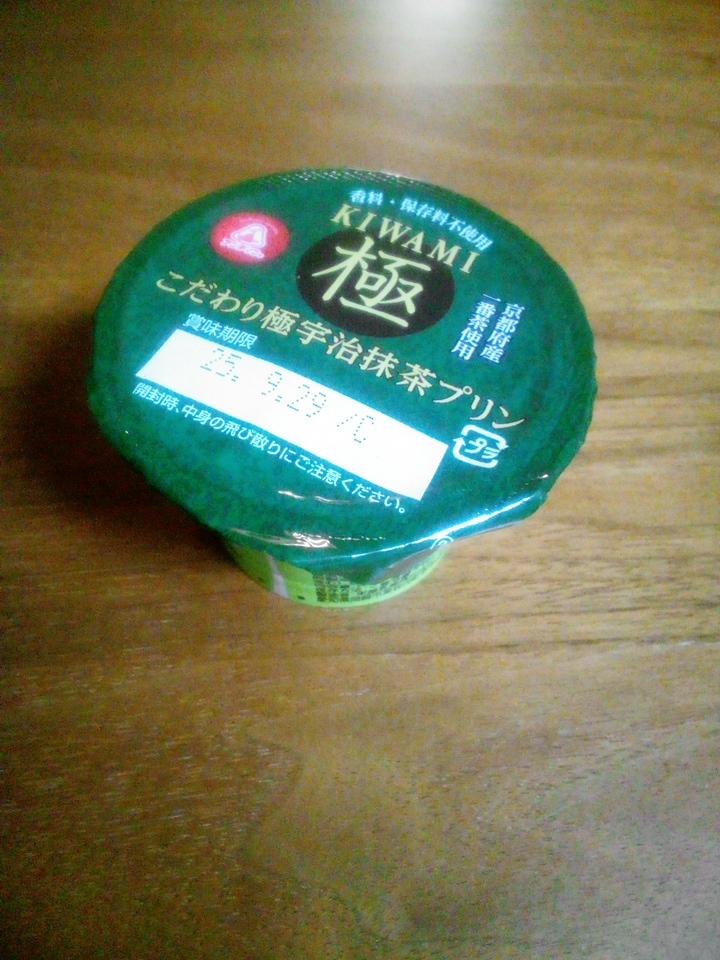 香料・保存料不使用
KIWAMI
極
京都府産
一番茶使用
こだわり極宇治抹茶プリン
賞味期限
25. 9.29 /C
開封時、中身の飛び散りにご注意ください。
プラ